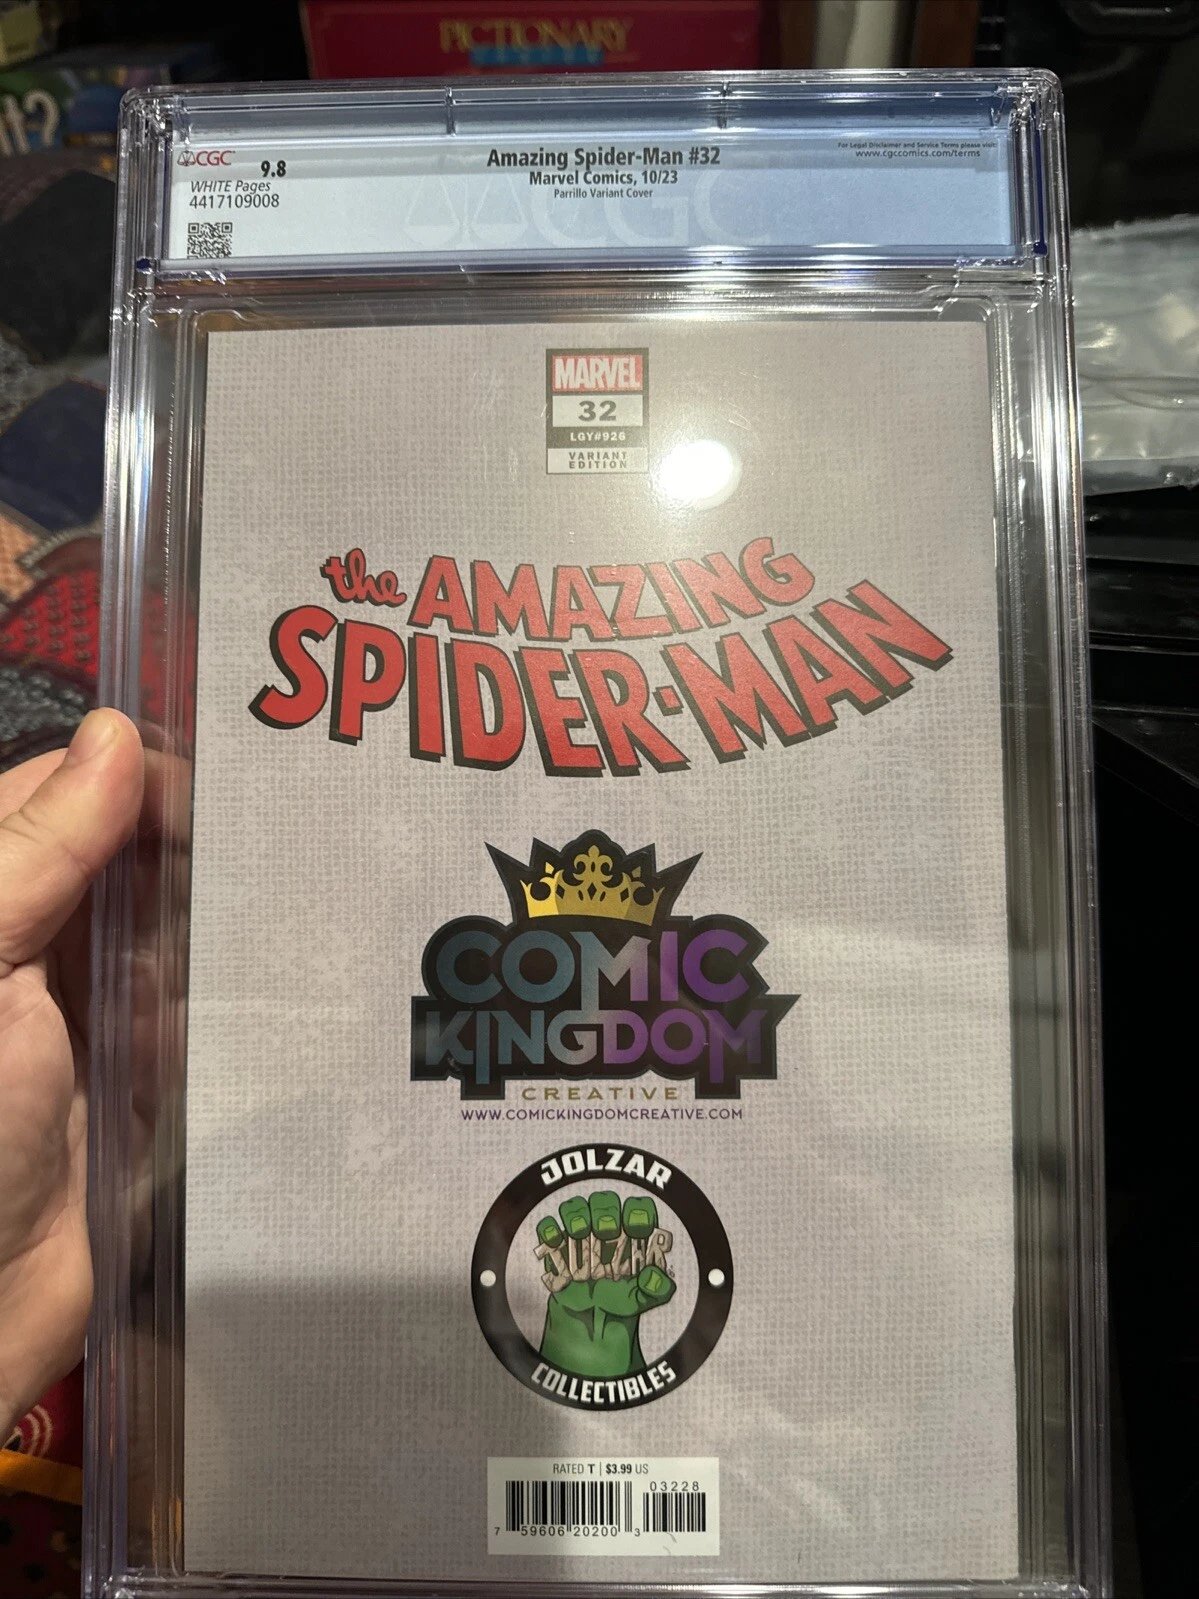 PICTIONARY
CGC
9.8
WHITE Pages
4417109008
Amazing Spider-Man #32
Marvel Comics, 10/23
Parrillo Variant Cover
For Legal Disclaimer and Service Terms please visit:
www.cgccomics.com/terms
CGC
MARVEL
32
LGY#926
VARIANT
EDITION
the AMAZING
SPIDER-MAN
COMIC
KINGDOM
CREATIVE
WWW.COMICKINGDOMCREATIVE.COM
JOLZAR
JOLZAR
COLLECTIBLES
RATED T | $3.99 US
03228
7 59606 20200 3